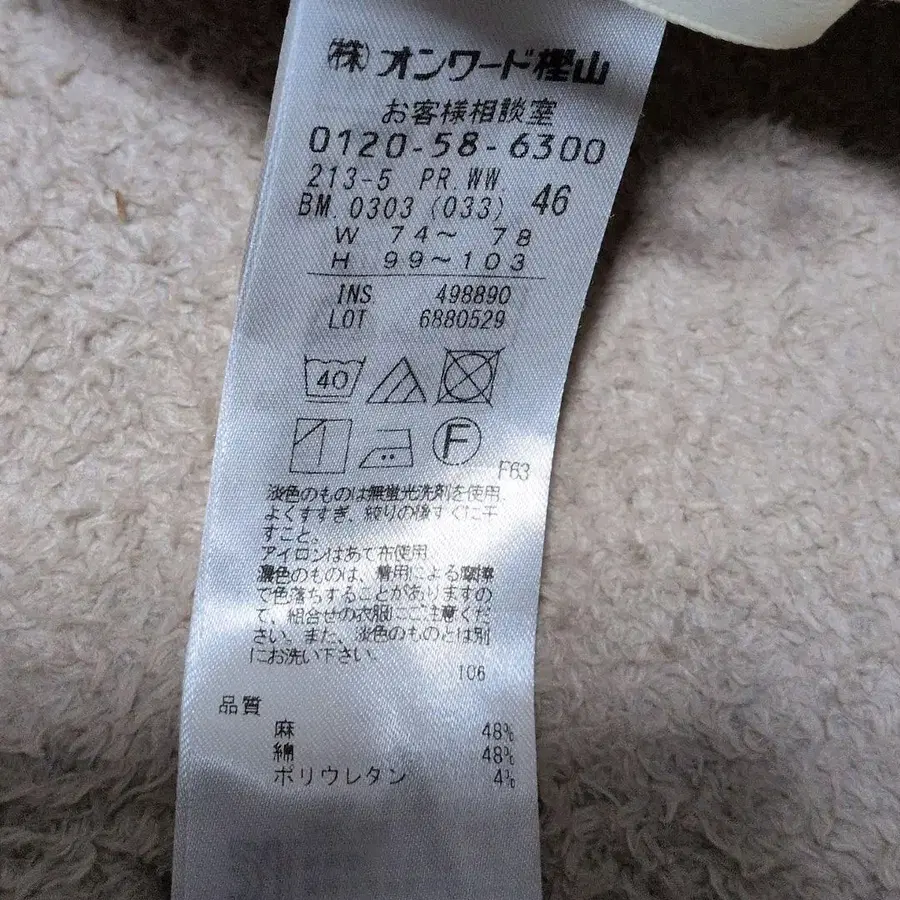 (株)オンワード樫山
お客様相談室
0120-58-6300
213-5 PR.WW.
BM.0303(033) 46
W 74～ 78
H 99～103
INS 498890
LOT 6880529
40
F
F63
淡色のものは無蛍光洗剤を使用。
よくすすぎ、絞りの後すぐに干
すこと。
アイロンはあて布使用。
濃色のものは、着用による摩擦
で色落ちすることがありますの
で、組合せの衣服にご注意くだ
さい。また、淡色のものとは別
にお洗い下さい。
106
品質
麻 48%
綿 48%
ポリウレタン 4%